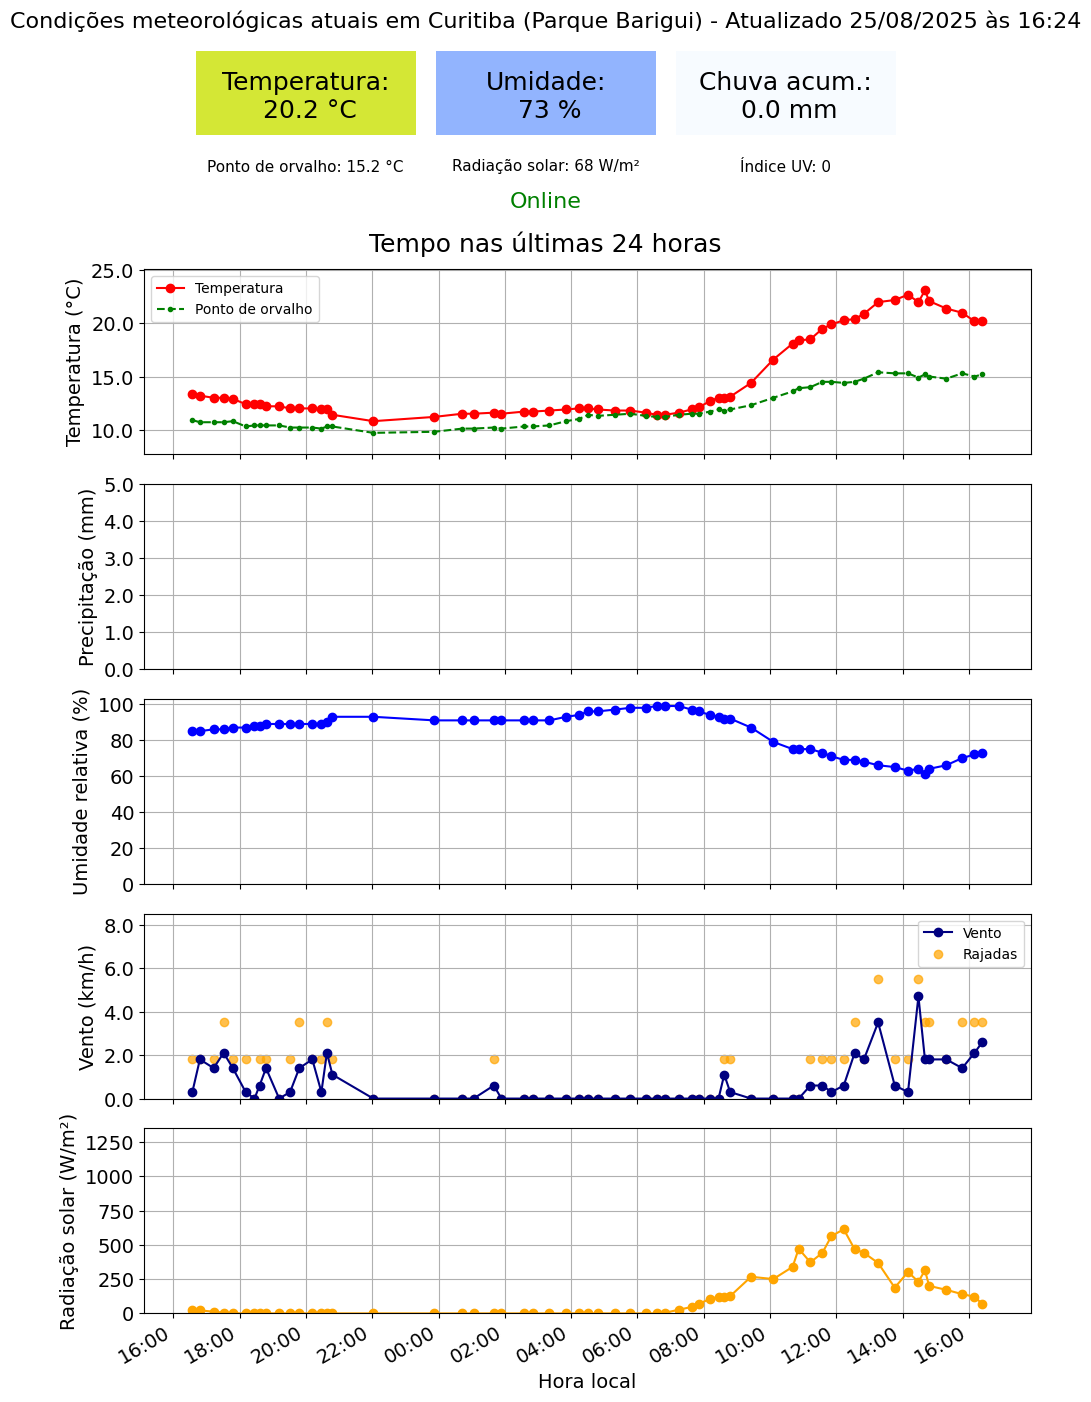 Condições meteorológicas atuais em Curitiba (Parque Barigui) - Atualizado 25/08/2025 às 16:24
Temperatura:
20.2 °C
Umidade:
73 %
Chuva acum.:
0.0 mm
Ponto de orvalho: 15.2 °C
Radiação solar: 68 W/m²
Índice UV: 0
Online
Tempo nas últimas 24 horas
Temperatura (°C)
25.0
20.0
15.0
10.0
Temperatura
Ponto de orvalho
Precipitação (mm)
5.0
4.0
3.0
2.0
1.0
0.0
Umidade relativa (%)
100
80
60
40
20
0
Vento (km/h)
8.0
6.0
4.0
2.0
0.0
Vento
Rajadas
Radiação solar (W/m²)
1250
1000
750
500
250
0
16:00
18:00
20:00
22:00
00:00
02:00
04:00
06:00
08:00
10:00
12:00
14:00
16:00
Hora local